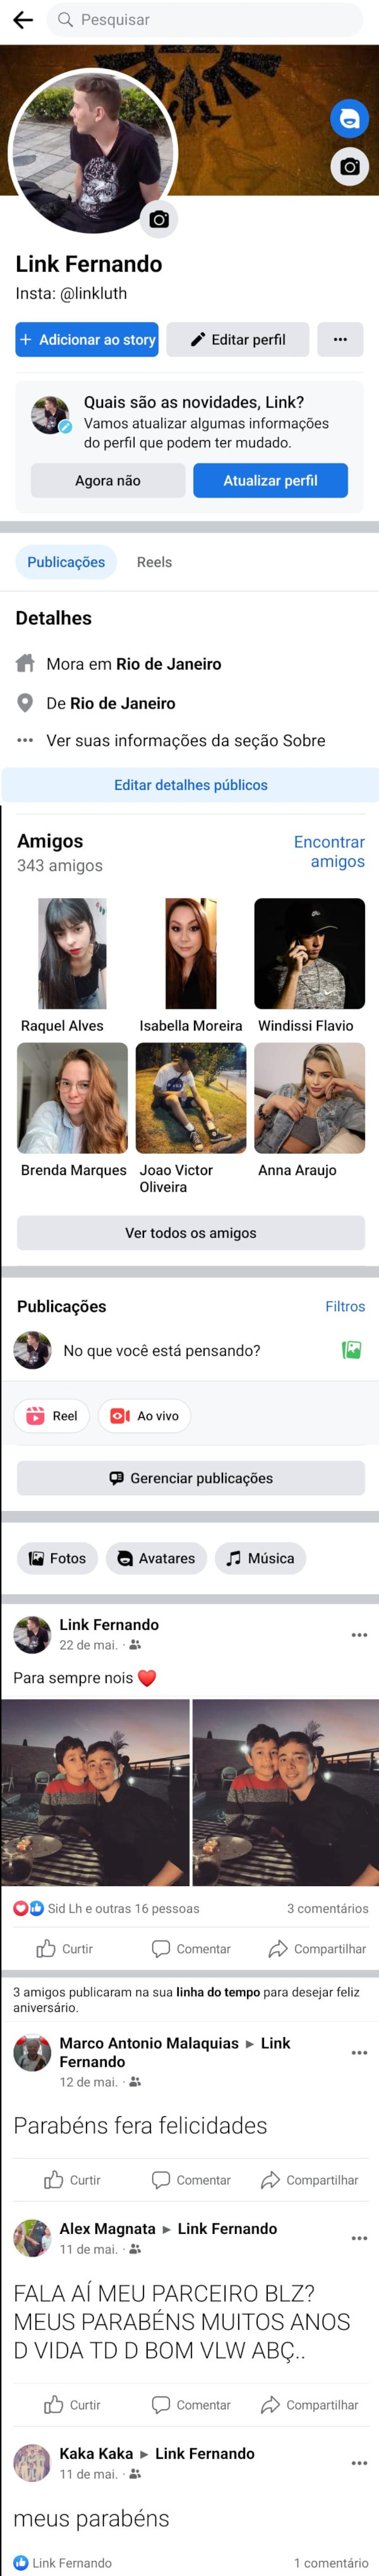 Pesquisar
Link Fernando
Insta: @linkluth
+ Adicionar ao story
Editar perfil
Quais são as novidades, Link?
Vamos atualizar algumas informações
do perfil que podem ter mudado.
Agora não
Atualizar perfil
Publicações
Reels
Detalhes
Mora em Rio de Janeiro
De Rio de Janeiro
Ver suas informações da seção Sobre
Editar detalhes públicos
Amigos
Encontrar
amigos
343 amigos
Raquel Alves
Isabella Moreira
Windissi Flavio
Brenda Marques
Joao Victor
Oliveira
Anna Araujo
Ver todos os amigos
Publicações
Filtros
No que você está pensando?
Reel
Ao vivo
Gerenciar publicações
Fotos
Avatares
Música
Link Fernando
22 de mai. ·
Para sempre nois ❤️
Sid Lh e outras 16 pessoas
3 comentários
Curtir
Comentar
Compartilhar
3 amigos publicaram na sua linha do tempo para desejar feliz
aniversário.
Marco Antonio Malaquias ▸ Link
Fernando
12 de mai. ·
Parabéns fera felicidades
Curtir
Comentar
Compartilhar
Alex Magnata ▸ Link Fernando
11 de mai. ·
FALA AÍ MEU PARCEIRO BLZ?
MEUS PARABÉNS MUITOS ANOS
D VIDA TD D BOM VLW ABÇ..
Curtir
Comentar
Compartilhar
Kaka Kaka ▸ Link Fernando
11 de mai. ·
meus parabéns
Link Fernando
1 comentário